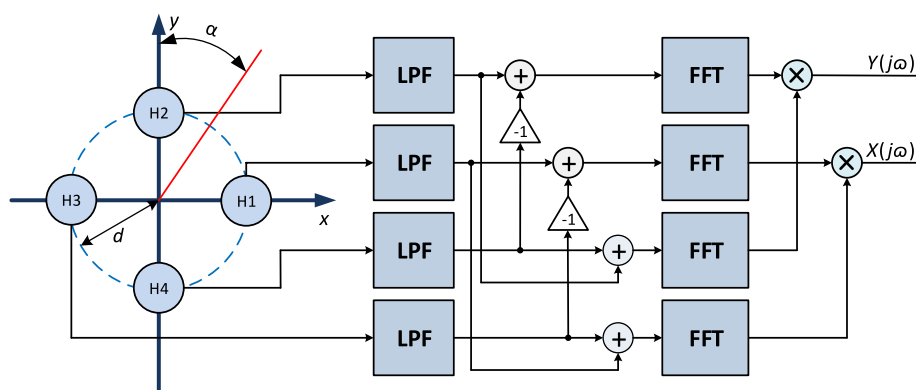 y
α
H2
LPF
+
FFT
×
Y(jω)
-1
H3
H1
x
LPF
+
FFT
×
X(jω)
d
-1
H4
LPF
+
FFT
LPF
+
FFT